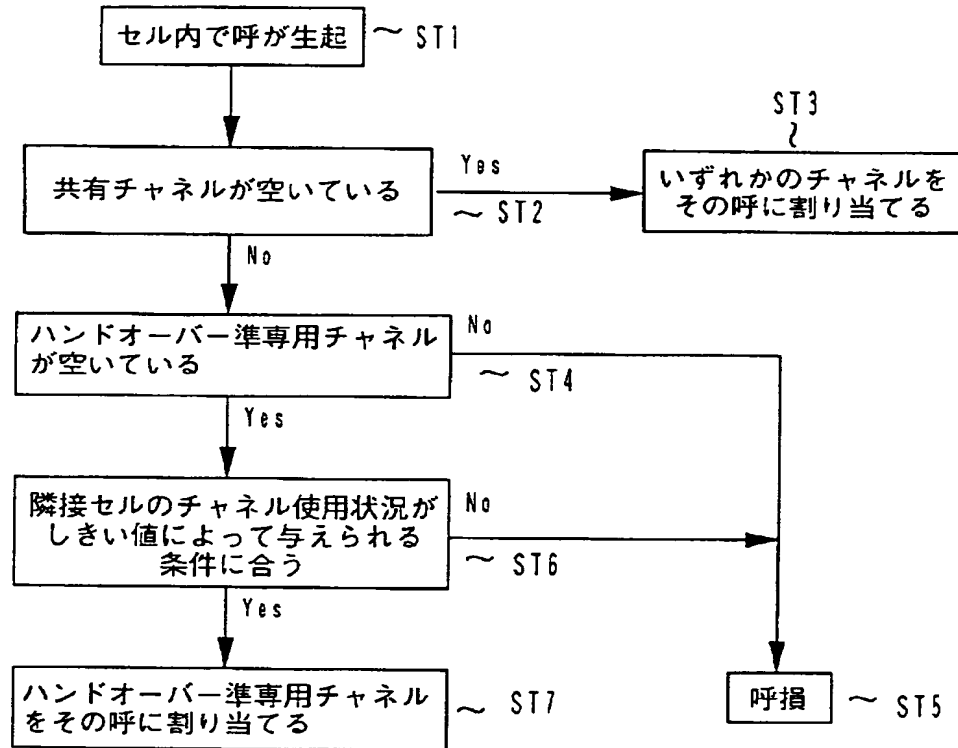 セル内で呼が生起
～ ST1
ST3
～
共有チャネルが空いている
Yes
～ ST2
いずれかのチャネルを
その呼に割り当てる
No
ハンドオーバー準専用チャネル
が空いている
No
～ ST4
Yes
隣接セルのチャネル使用状況が
しきい値によって与えられる
条件に合う
No
～ ST6
Yes
ハンドオーバー準専用チャネル
をその呼に割り当てる
～ ST7
呼損
～ ST5